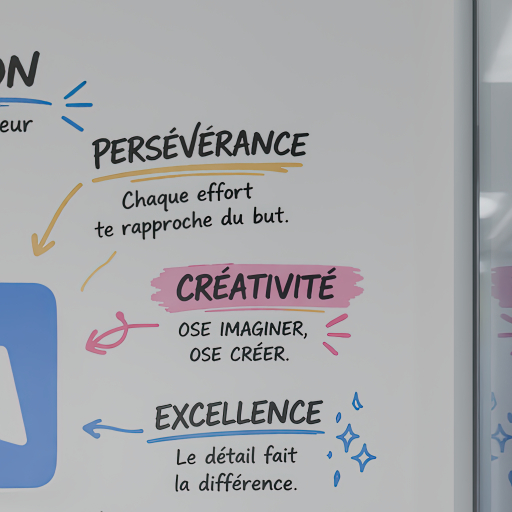 ON
eur
PERSÉVÉRANCE
Chaque effort
te rapproche du but.
CRÉATIVITÉ
OSE IMAGINER,
OSE CRÉER.
EXCELLENCE
Le détail fait
la différence.